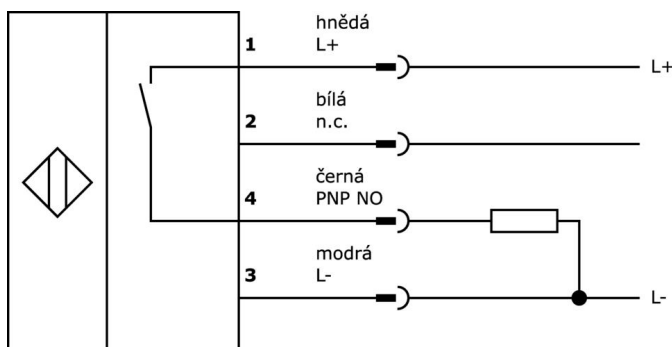 hnědá
1 L+
L+
bílá
2 n.c.
černá
4 PNP NO
modrá
3 L-
L-